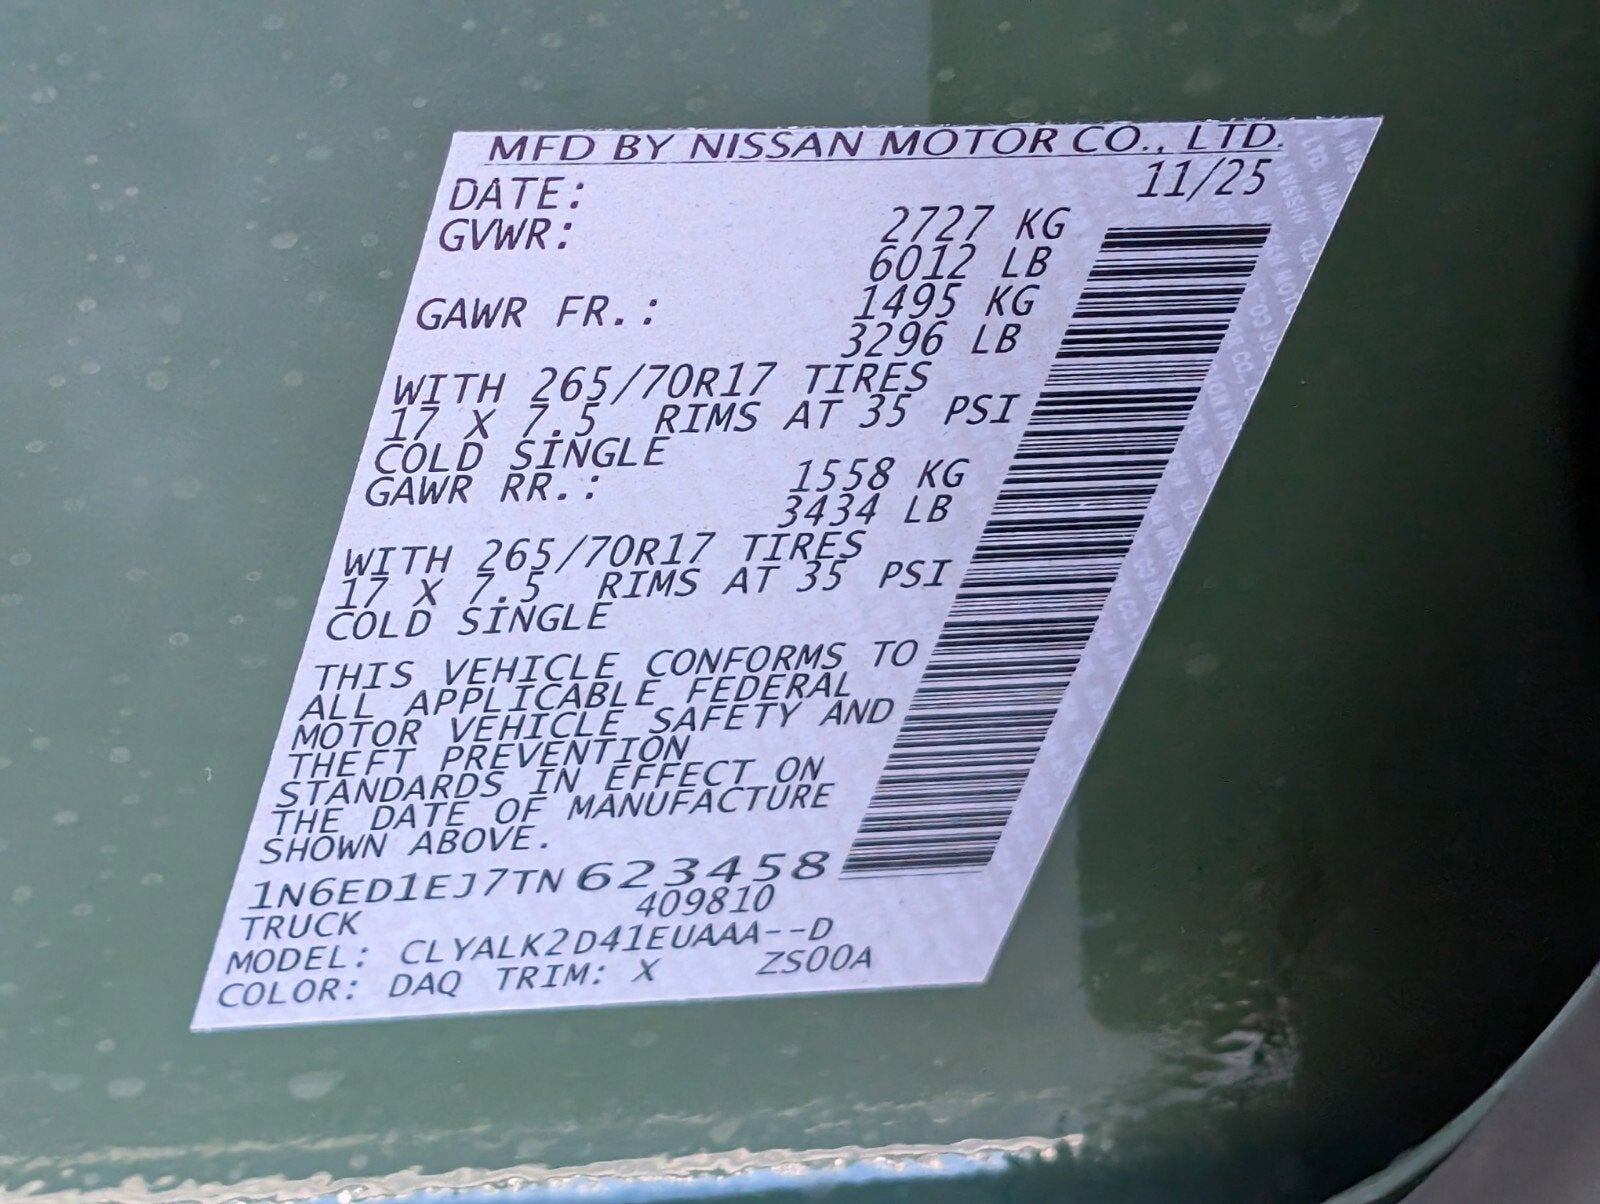 MFD BY NISSAN MOTOR CO., LTD.
DATE: 11/25
GVWR: 2727 KG
6012 LB
GAWR FR.: 1495 KG
3296 LB
WITH 265/70R17 TIRES
17 X 7.5 RIMS AT 35 PSI
COLD SINGLE
GAWR RR.: 1558 KG
3434 LB
WITH 265/70R17 TIRES
17 X 7.5 RIMS AT 35 PSI
COLD SINGLE
THIS VEHICLE CONFORMS TO
ALL APPLICABLE FEDERAL
MOTOR VEHICLE SAFETY AND
THEFT PREVENTION
STANDARDS IN EFFECT ON
THE DATE OF MANUFACTURE
SHOWN ABOVE.
1N6ED1EJ7TN623458
TRUCK 409810
MODEL: CLYALK2D41EUAAA--D
COLOR: DAQ TRIM: X ZS00A